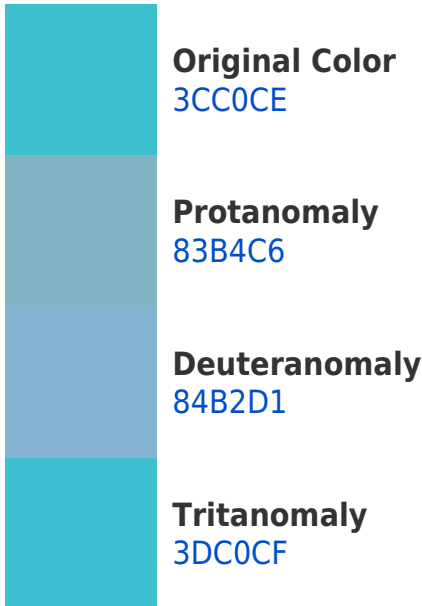 Original Color
3CC0CE
Protanomaly
83B4C6
Deuteranomaly
84B2D1
Tritanomaly
3DC0CF